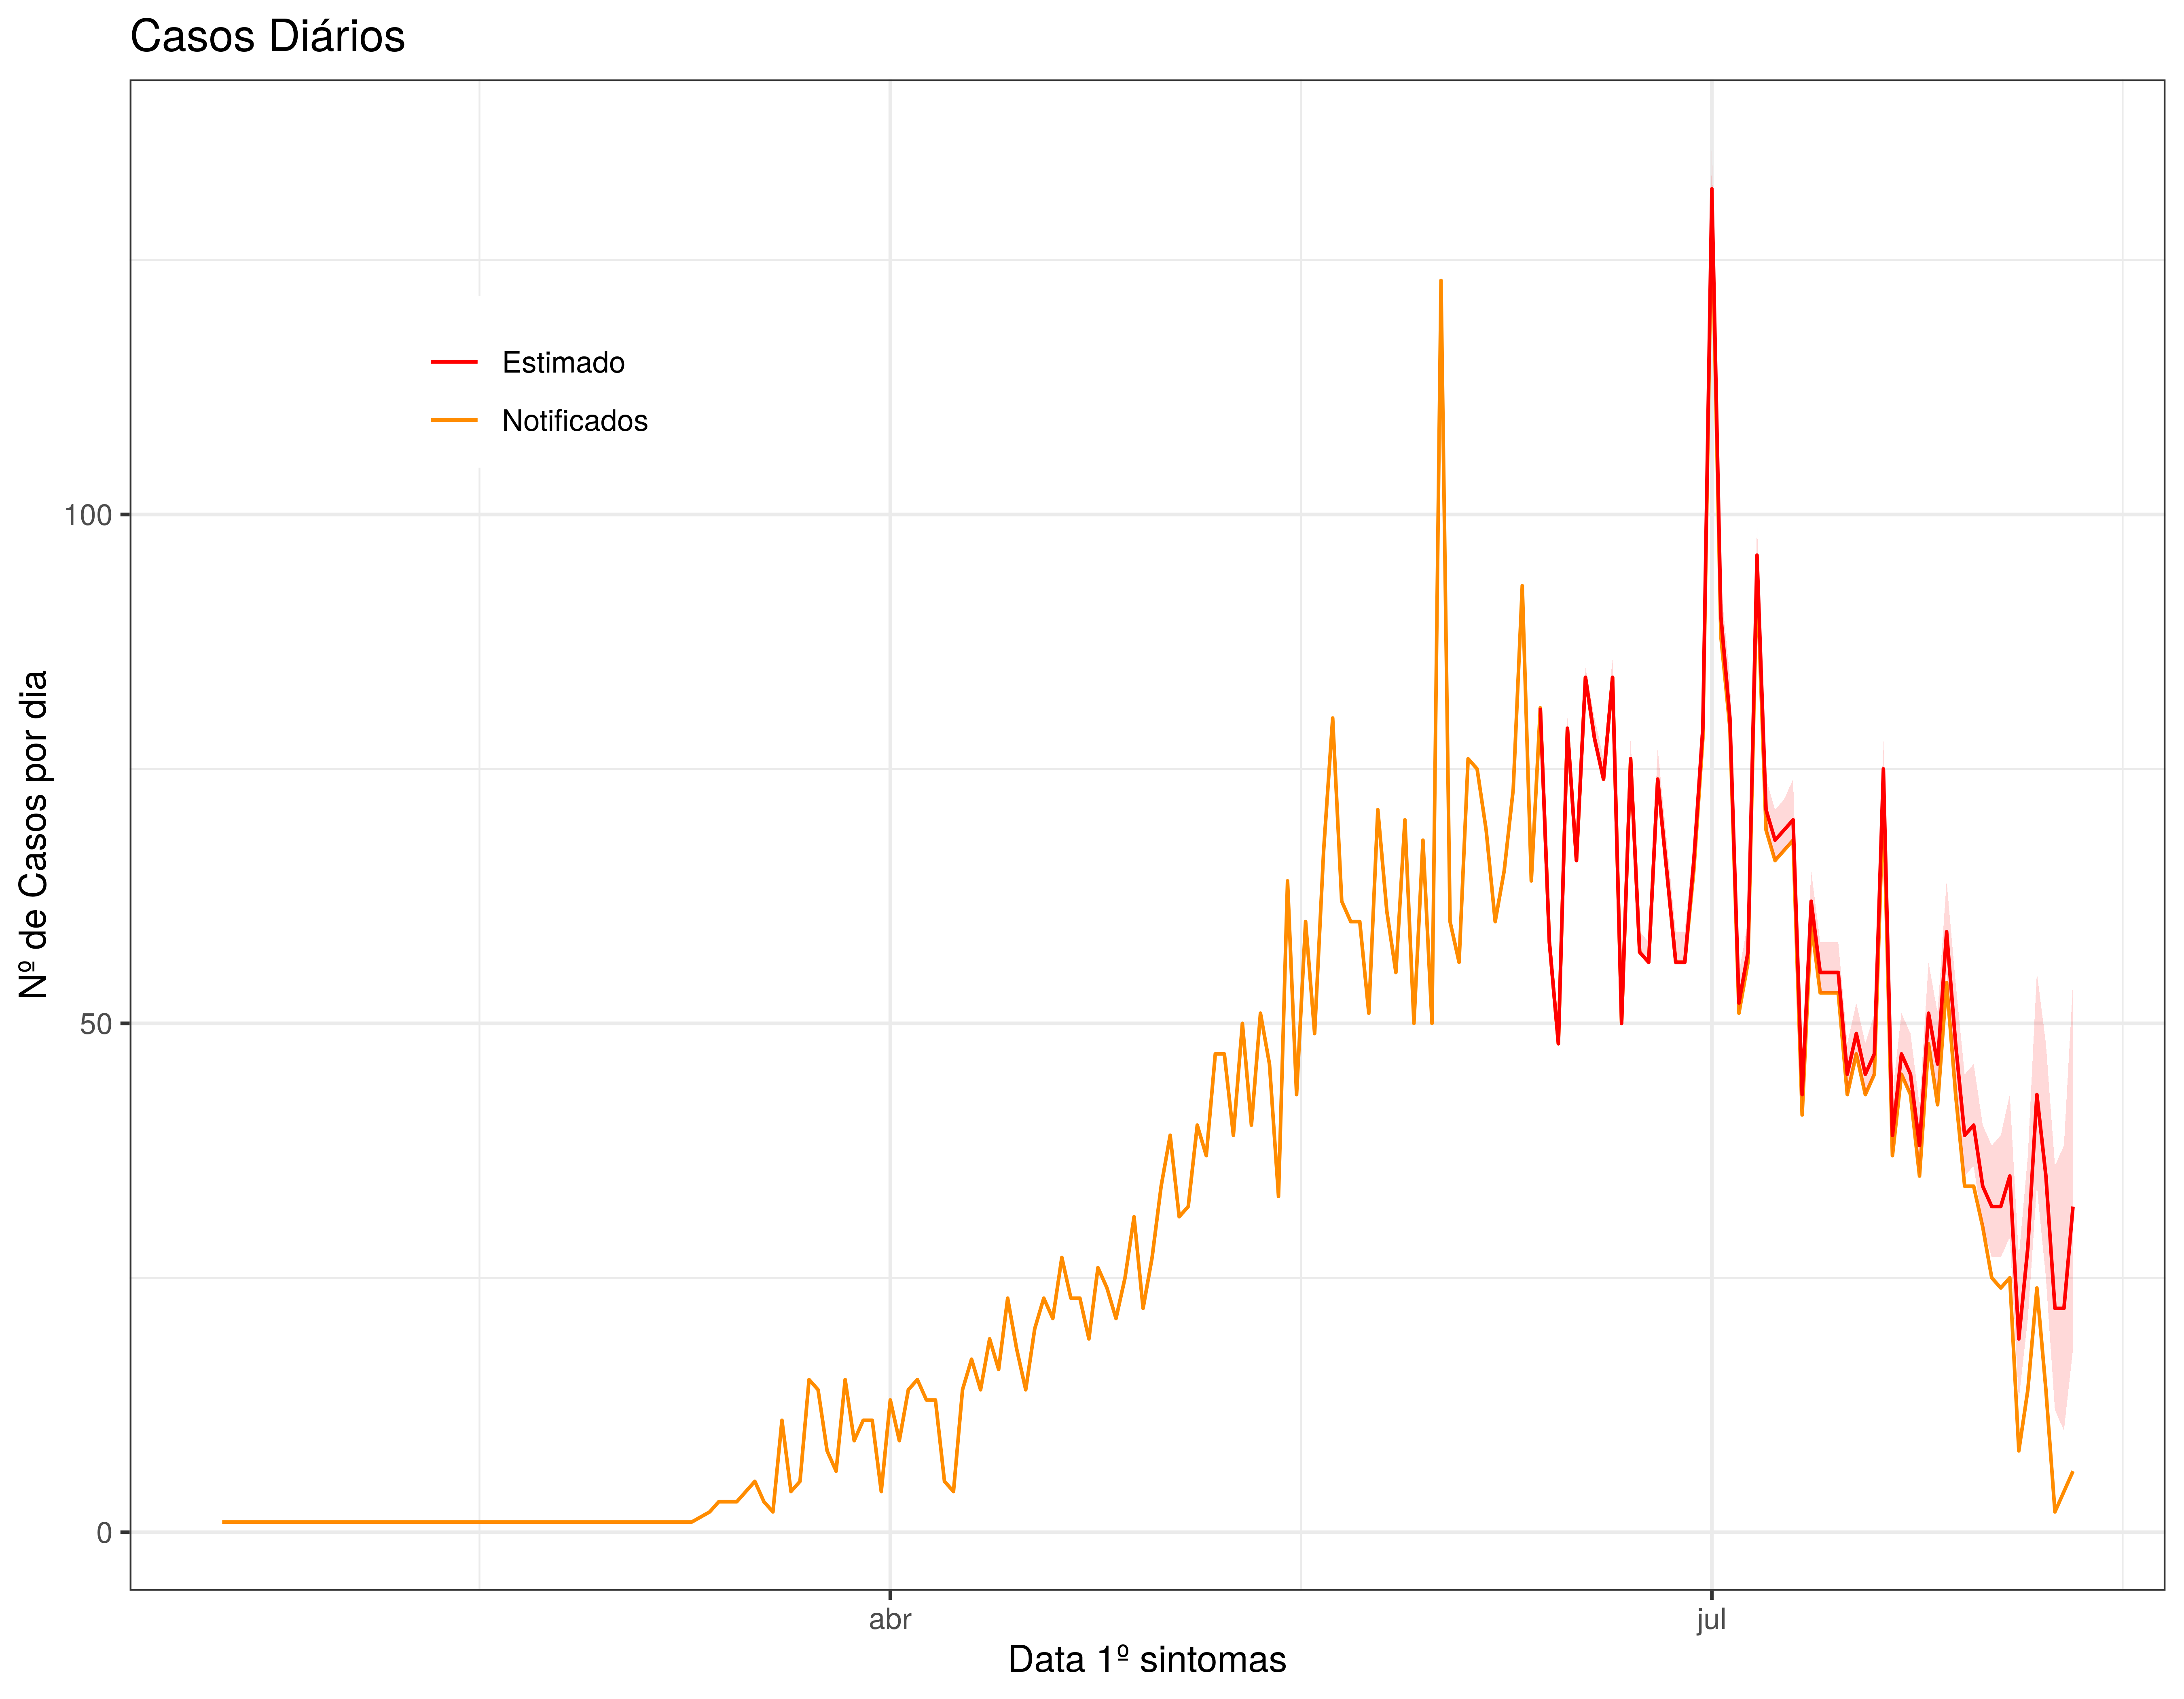 Casos Diários
Estimado
Notificados
Nº de Casos por dia
100
50
0
abr
jul
Data 1º sintomas